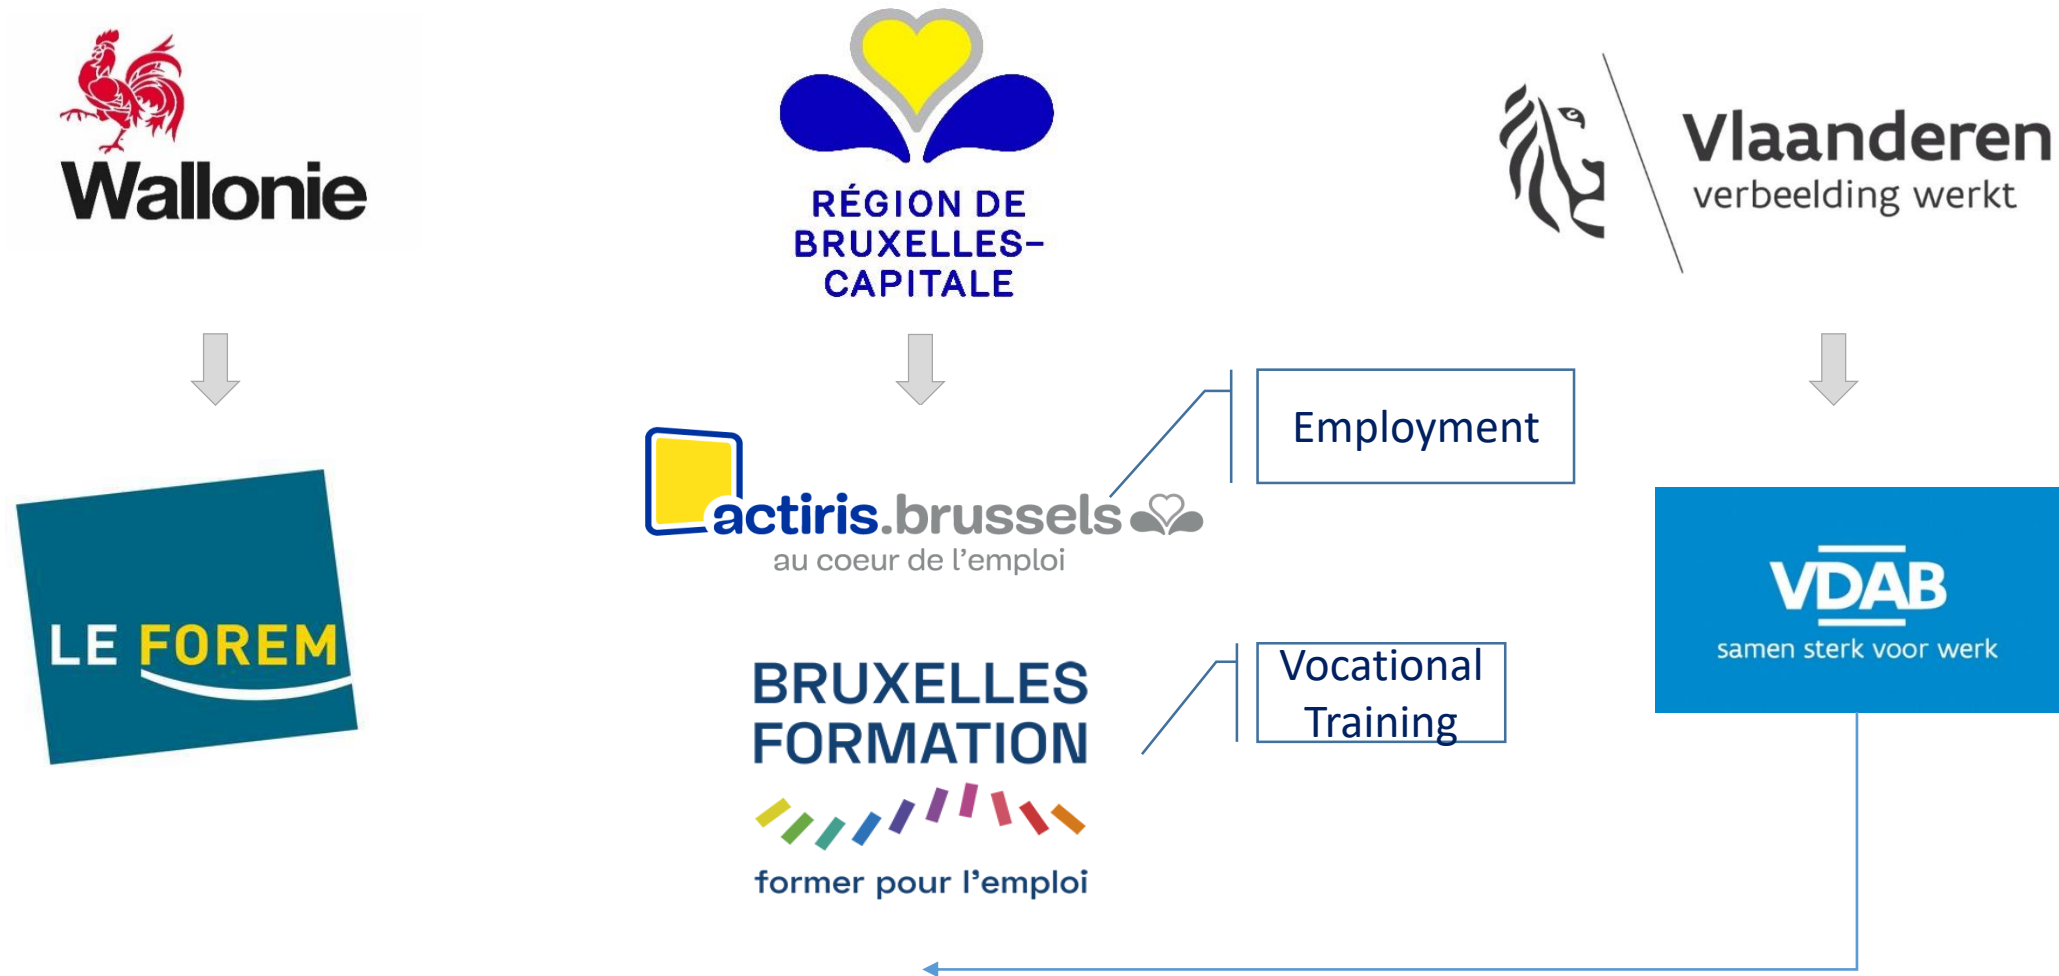 Wallonie
RÉGION DE
BRUXELLES-
CAPITALE
Vlaanderen
verbeelding werkt
LE FOREM
actiris.brussels
au coeur de l'emploi
Employment
BRUXELLES
FORMATION
former pour l'emploi
Vocational
Training
VDAB
samen sterk voor werk